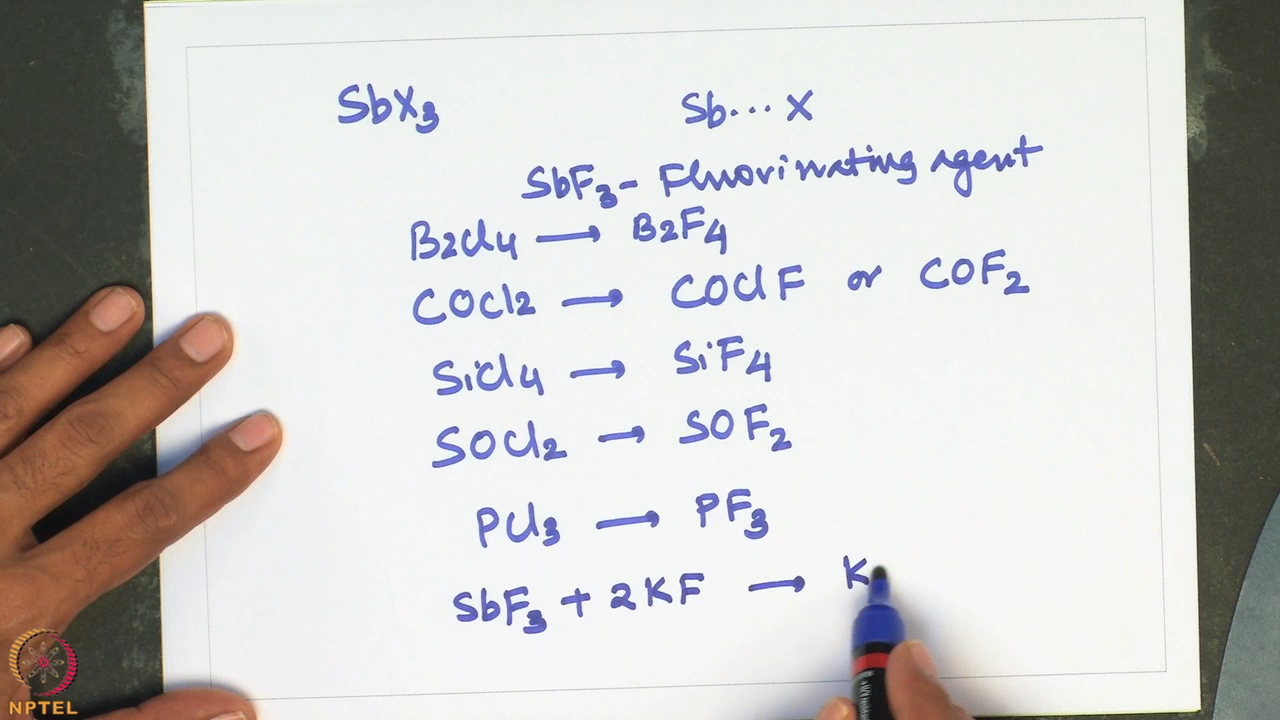 SbX3 Sb... X
SbF3 - Fluorinating agent
B2Cl4 → B2F4
COCl2 → COClF or COF2
SiCl4 → SiF4
SOCl2 → SOF2
PCl3 → PF3
SbF3 + 2KF → K
NPTEL